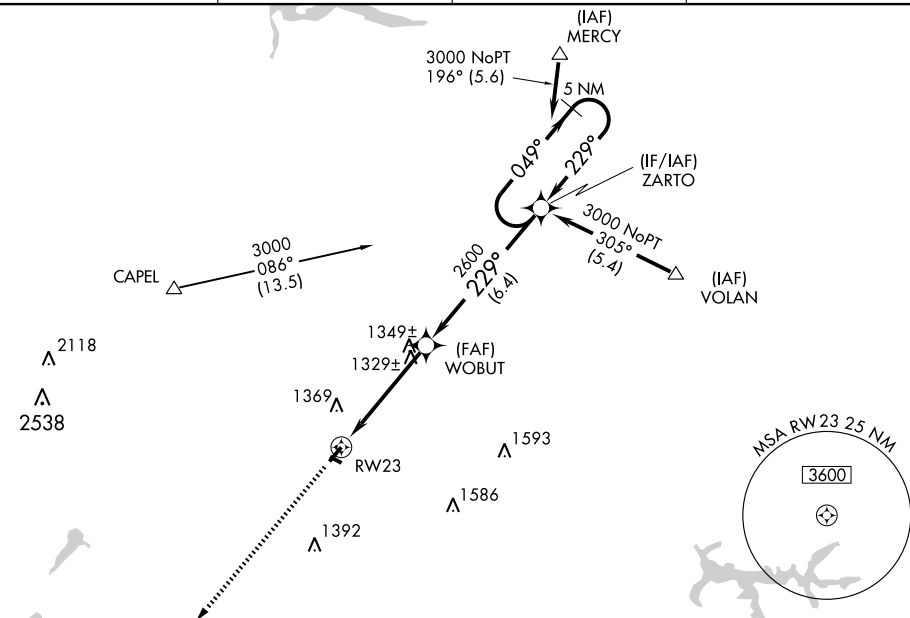 (IAF)
MERCY
3000 NoPT
196° (5.6)
5 NM
049°
229°
(IF/IAF)
ZARTO
3000 NoPT
305°
(5.4)
(IAF)
VOLAN
3000
086°
(13.5)
CAPEL
2600
229°
(6.4)
1349±
1329±
(FAF)
WOBUT
2118
2538
1369
RW23
1593
1586
1392
MSA RW 23 25 NM
3600